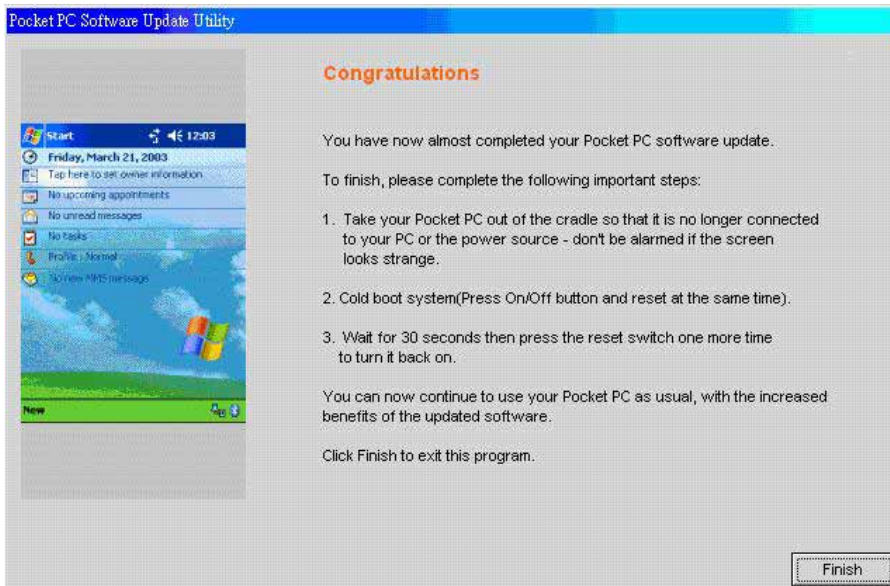 Pocket PC Software Update Utility
Start 12:03
Friday, March 21, 2003
Tap here to set owner information
No upcoming appointments
No unread messages
No tasks
Profile : Normal
No new MMS message
New
Congratulations
You have now almost completed your Pocket PC software update.
To finish, please complete the following important steps:
1. Take your Pocket PC out of the cradle so that it is no longer connected
to your PC or the power source - don't be alarmed if the screen
looks strange.
2. Cold boot system(Press On/Off button and reset at the same time).
3. Wait for 30 seconds then press the reset switch one more time
to turn it back on.
You can now continue to use your Pocket PC as usual, with the increased
benefits of the updated software.
Click Finish to exit this program.
Finish